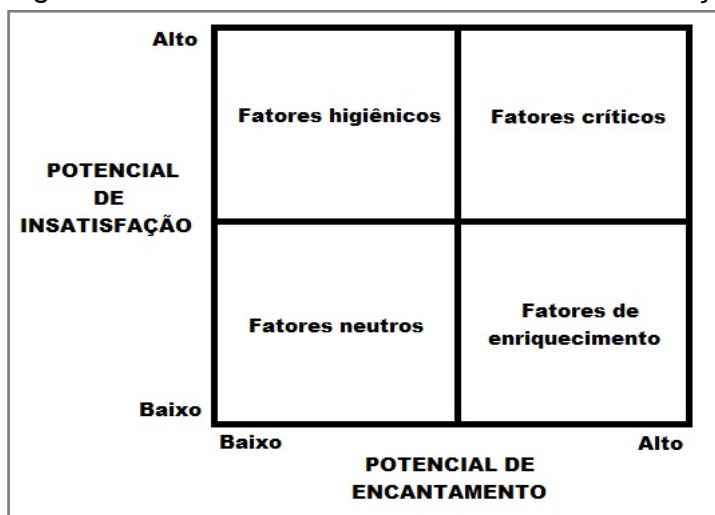 Alto
Fatores higiênicos
Fatores críticos
POTENCIAL
DE
INSATISFAÇÃO
Fatores neutros
Fatores de
enriquecimento
Baixo
Baixo
Alto
POTENCIAL DE
ENCANTAMENTO